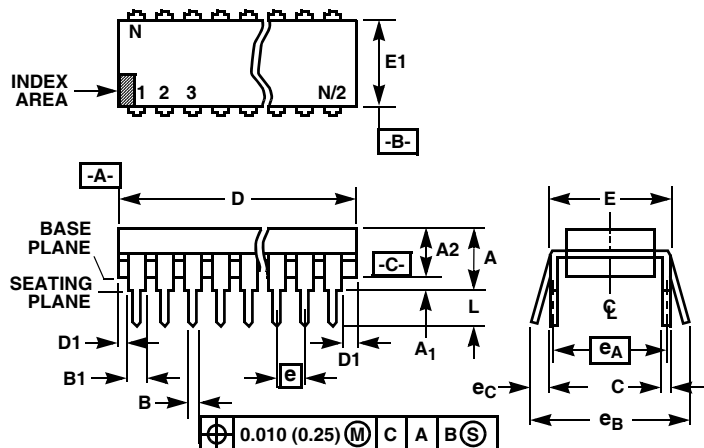 N
E1
INDEX
AREA
1 2 3 N/2
-B-
-A-
D
E
BASE
PLANE
A2
A
-C-
SEATING
PLANE
L
D1
A1
D1
B1
e
eA
B
eC
C
eB
0.010 (0.25) M C A B S
CL